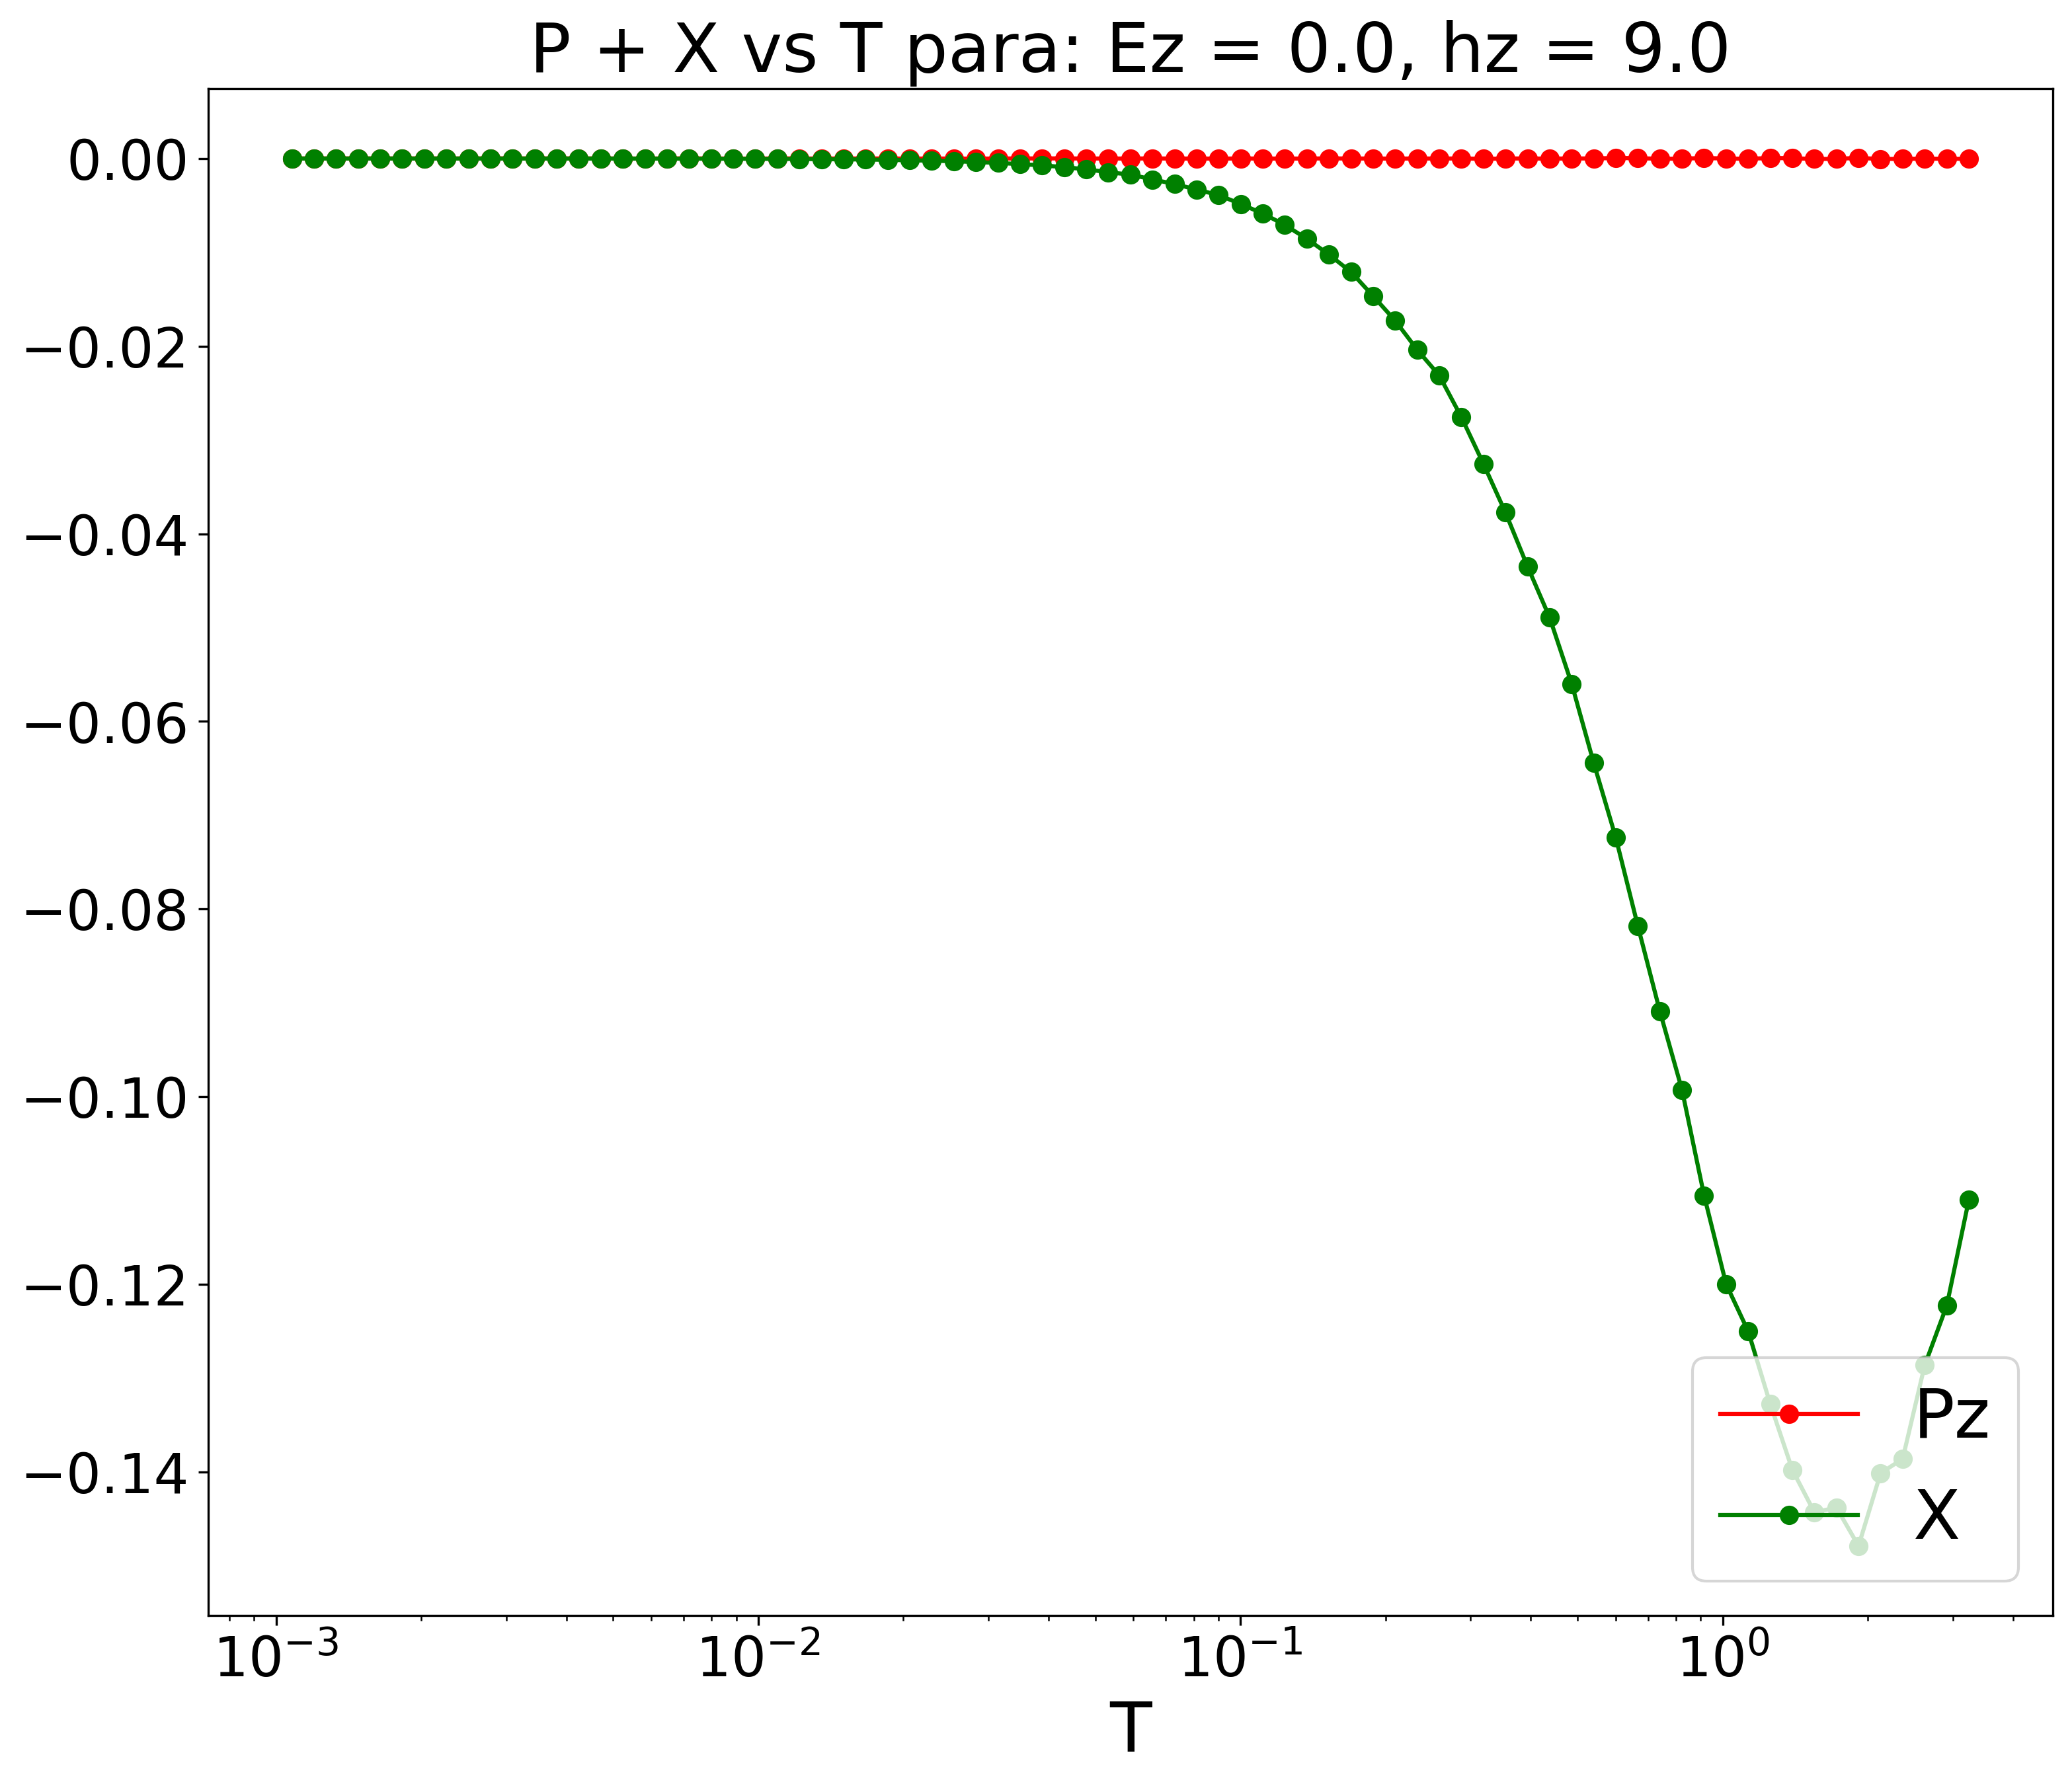 P + X vs T para: Ez = 0.0, hz = 9.0
0.00
−0.02
−0.04
−0.06
−0.08
−0.10
−0.12
−0.14
Pz
X
10⁻³ 10⁻² 10⁻¹ 10⁰
T